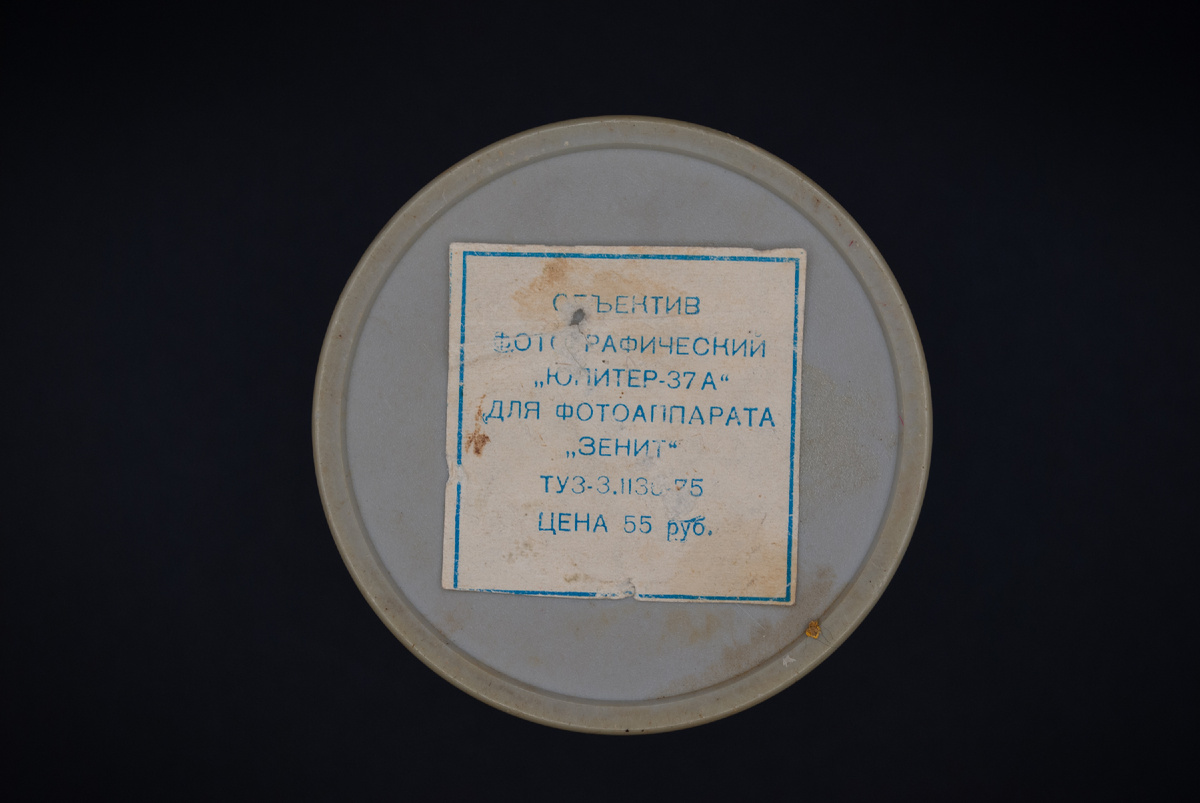 ОБЪЕКТИВ
ФОТОГРАФИЧЕСКИЙ
„ЮПИТЕР-37А“
ДЛЯ ФОТОАППАРАТА
„ЗЕНИТ“
ЦЕНА 55 руб.